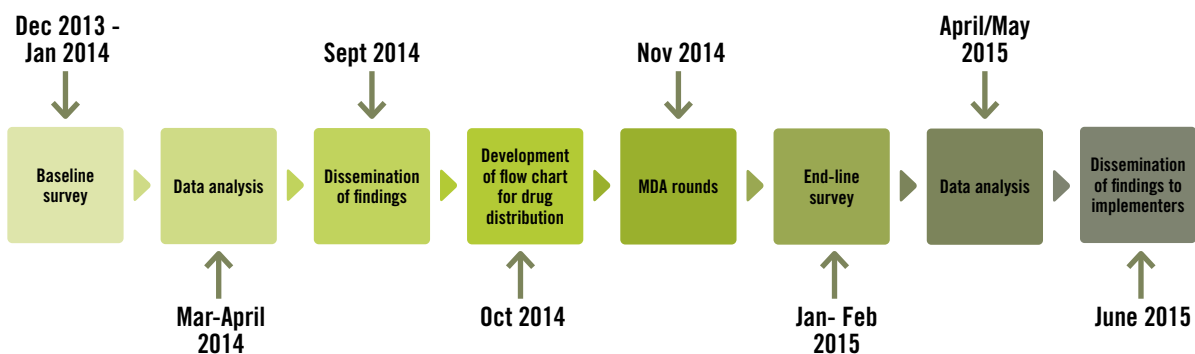 Dec 2013 -
Jan 2014
Sept 2014
Nov 2014
April/May
2015
Baseline
survey
Data analysis
Dissemination
of findings
Development
of flow chart
for drug
distribution
MDA rounds
End-line
survey
Data analysis
Dissemination
of findings to
implementers
Mar-April
2014
Oct 2014
Jan- Feb
2015
June 2015